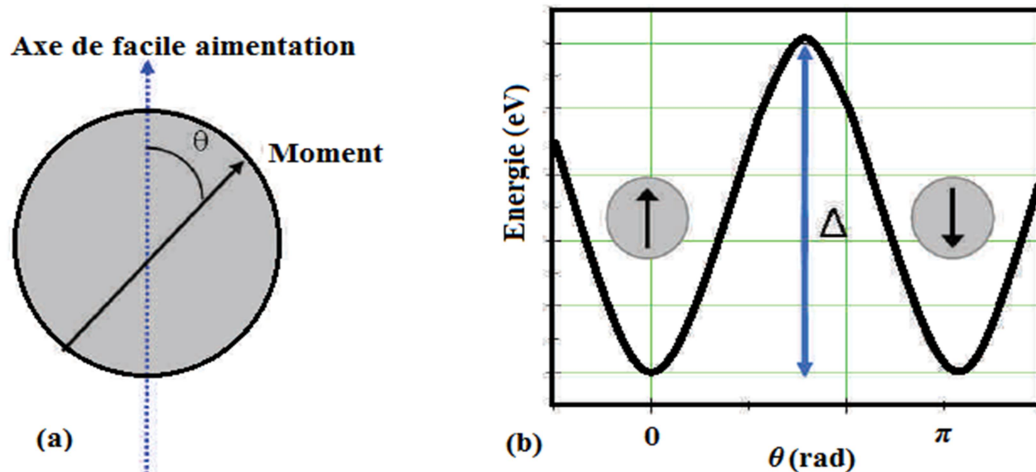 Axe de facile aimentation
θ
Moment
(a)
Energie (eV)
Δ
0
π
θ (rad)
(b)